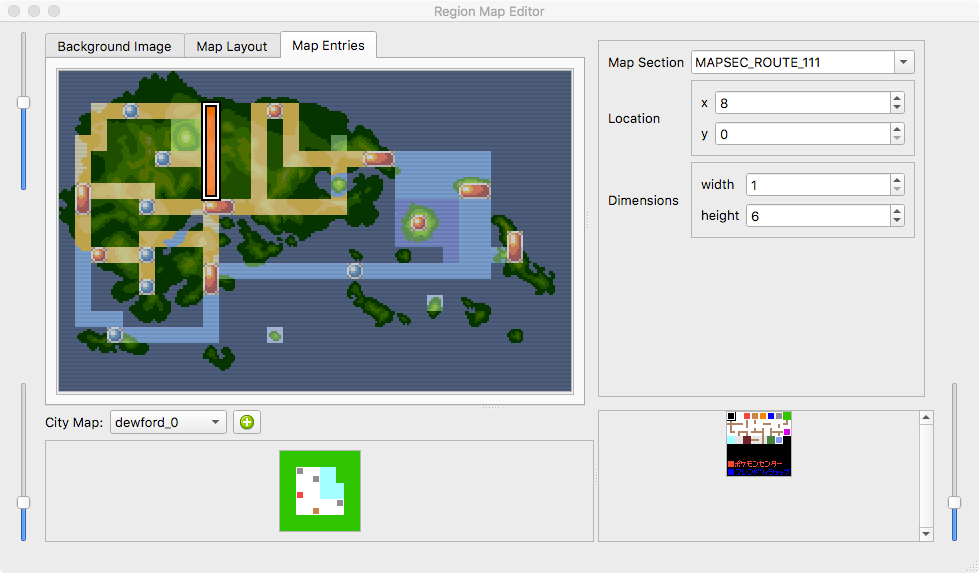 Region Map Editor
Background Image
Map Layout
Map Entries
Map Section
MAPSEC_ROUTE_111
Location
x
8
y
0
Dimensions
width
1
height
6
City Map:
dewford_0
ポケモンセンター